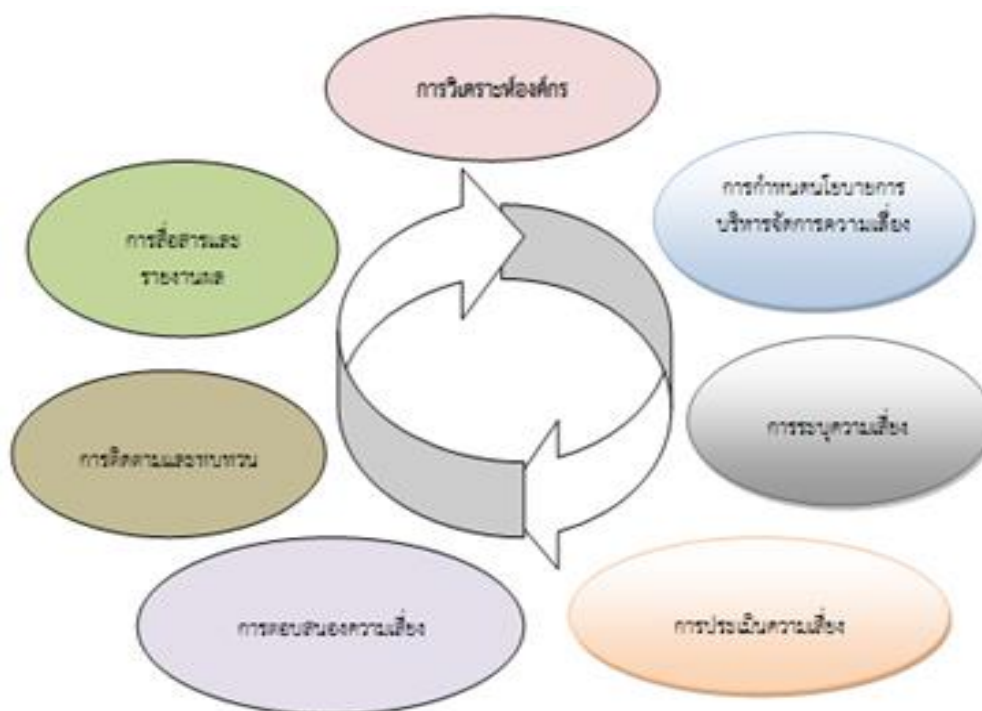 การวิเคราะห์องค์กร
การกำหนดนโยบายการ
บริหารจัดการความเสี่ยง
การระบุความเสี่ยง
การประเมินความเสี่ยง
การตอบสนองความเสี่ยง
การติดตามและทบทวน
การสื่อสารและ
รายงานผล